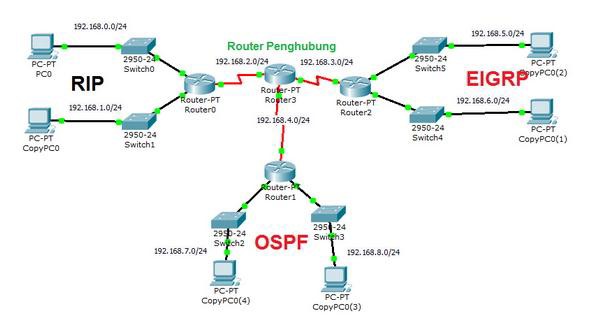 192.168.0.0/24
PC-PT
PC0
2950-24
Switch0
RIP
192.168.1.0/24
PC-PT
CopyPC0
2950-24
Switch1
Router-PT
Router0
192.168.2.0/24
Router Penghubung
Router-PT
Router3
192.168.3.0/24
192.168.4.0/24
Router-PT
Router2
192.168.5.0/24
2950-24
Switch5
PC-PT
CopyPC0(2)
EIGRP
192.168.6.0/24
2950-24
Switch4
PC-PT
CopyPC0(1)
Router-PT
Router1
2950-24
Switch2
OSPF
2950-24
Switch3
192.168.7.0/24
192.168.8.0/24
PC-PT
CopyPC0(4)
PC-PT
CopyPC0(3)